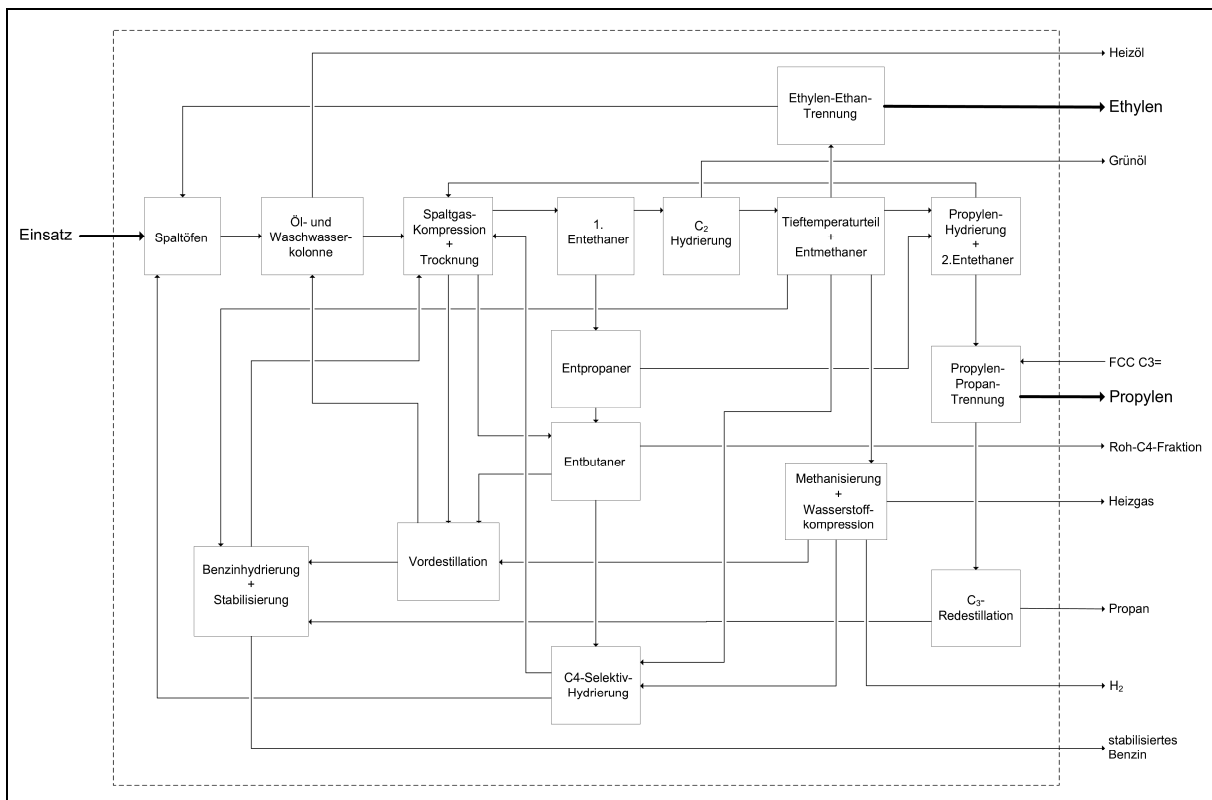 Heizöl
Ethylen-Ethan-
Trennung
Ethylen
Grünöl
Einsatz
Spaltöfen
Öl- und
Waschwasser-
kolonne
Spaltgas-
Kompression
+
Trocknung
1.
Entethaner
C₂
Hydrierung
Tieftemperaturteil
+
Entmethaner
Propylen-
Hydrierung
+
2.Entethaner
Entpropaner
Propylen-
Propan-
Trennung
FCC C3=
Propylen
Entbutaner
Roh-C4-Fraktion
Methanisierung
+
Wasserstoff-
kompression
Heizgas
Benzinhydrierung
+
Stabilisierung
Vordestillation
C₃-
Redestillation
Propan
C4-Selektiv-
Hydrierung
H₂
stabilisiertes
Benzin